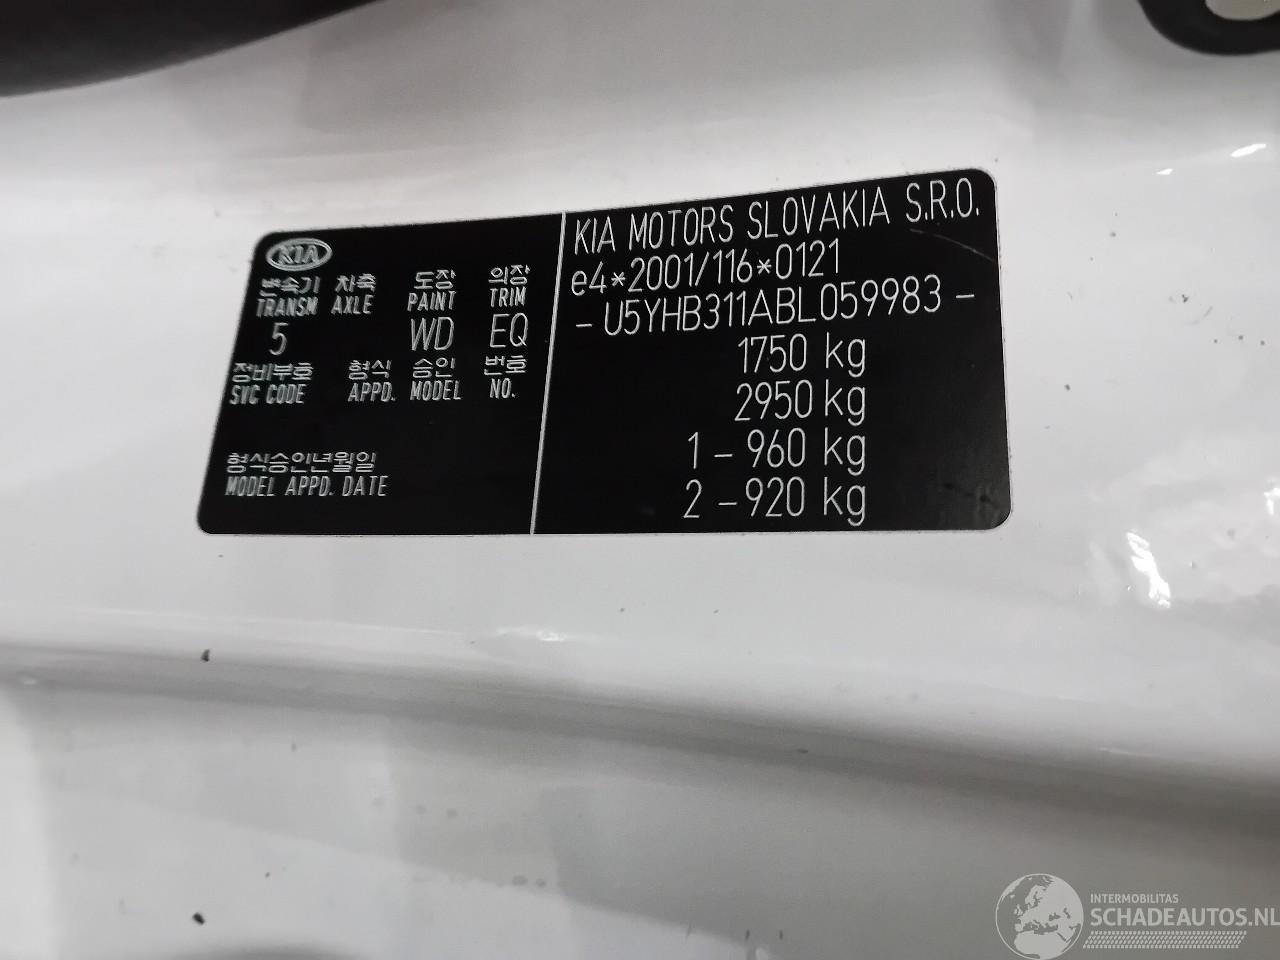 KIA
변속기 차축 도장 의장
TRANSM AXLE PAINT TRIM
5 WD EQ
정비부호 형식 승인 번호
SVC CODE APPD. MODEL NO.
형식승인년월일
MODEL APPD. DATE
KIA MOTORS SLOVAKIA S.R.O.
e4*2001/116*0121
- U5YHB311ABL059983 -
1750 kg
2950 kg
1 - 960 kg
2 - 920 kg
INTERMOBILITAS
SCHADEAUTOS.NL